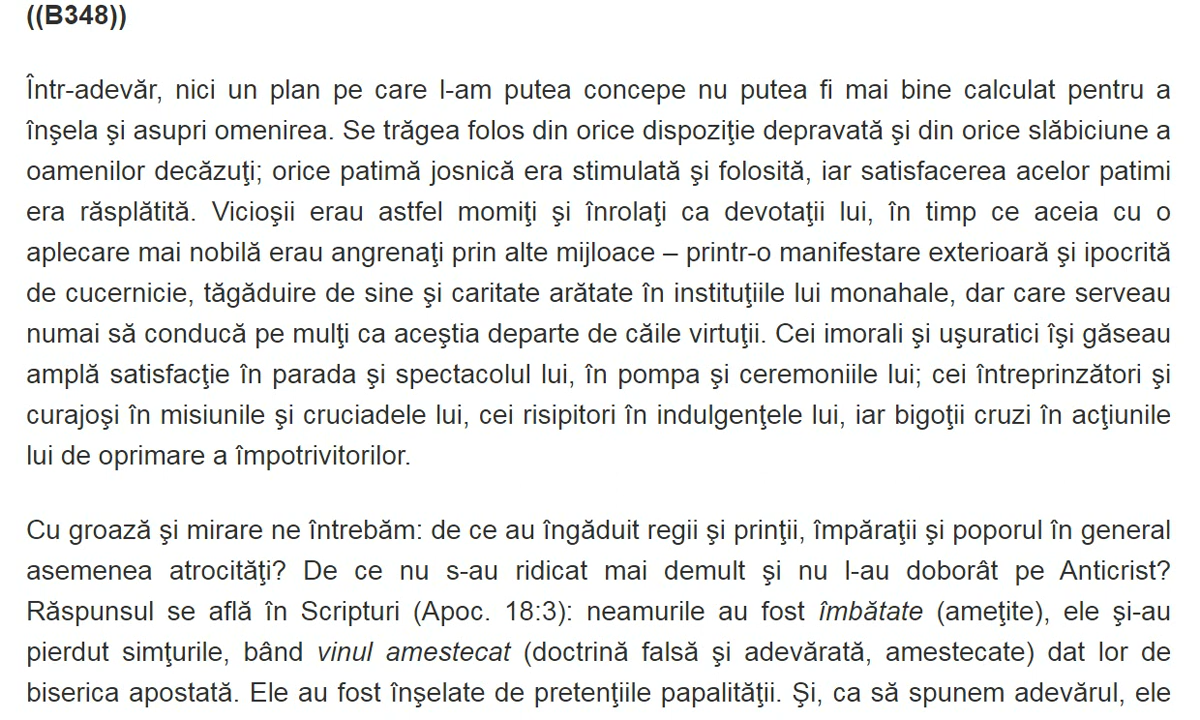 ((B348))
Într-adevăr, nici un plan pe care l-am putea concepe nu putea fi mai bine calculat pentru a
înşela şi asupri omenirea. Se trăgea folos din orice dispoziţie depravată şi din orice slăbiciune a
oamenilor decăzuţi; orice patimă josnică era stimulată şi folosită, iar satisfacerea acelor patimi
era răsplătită. Vicioşii erau astfel momiţi şi înrolaţi ca devotaţii lui, în timp ce aceia cu o
aplecare mai nobilă erau angrenaţi prin alte mijloace – printr-o manifestare exterioară şi ipocrită
de cucernicie, tăgăduire de sine şi caritate arătate în instituţiile lui monahale, dar care serveau
numai să conducă pe mulţi ca aceştia departe de căile virtuţii. Cei imorali şi uşuratici îşi găseau
amplă satisfacţie în parada şi spectacolul lui, în pompa şi ceremoniile lui; cei întreprinzători şi
curajoşi în misiunile şi cruciadele lui, cei risipitori în indulgenţele lui, iar bigoţii cruzi în acţiunile
lui de oprimare a împotrivitorilor.
Cu groază şi mirare ne întrebăm: de ce au îngăduit regii şi prinţii, împăraţii şi poporul în general
asemenea atrocităţi? De ce nu s-au ridicat mai demult şi nu l-au doborât pe Anticrist?
Răspunsul se află în Scripturi (Apoc. 18:3): neamurile au fost îmbătate (ameţite), ele şi-au
pierdut simţurile, bând vinul amestecat (doctrină falsă şi adevărată, amestecate) dat lor de
biserica apostată. Ele au fost înşelate de pretenţiile papalităţii. Şi, ca să spunem adevărul, ele